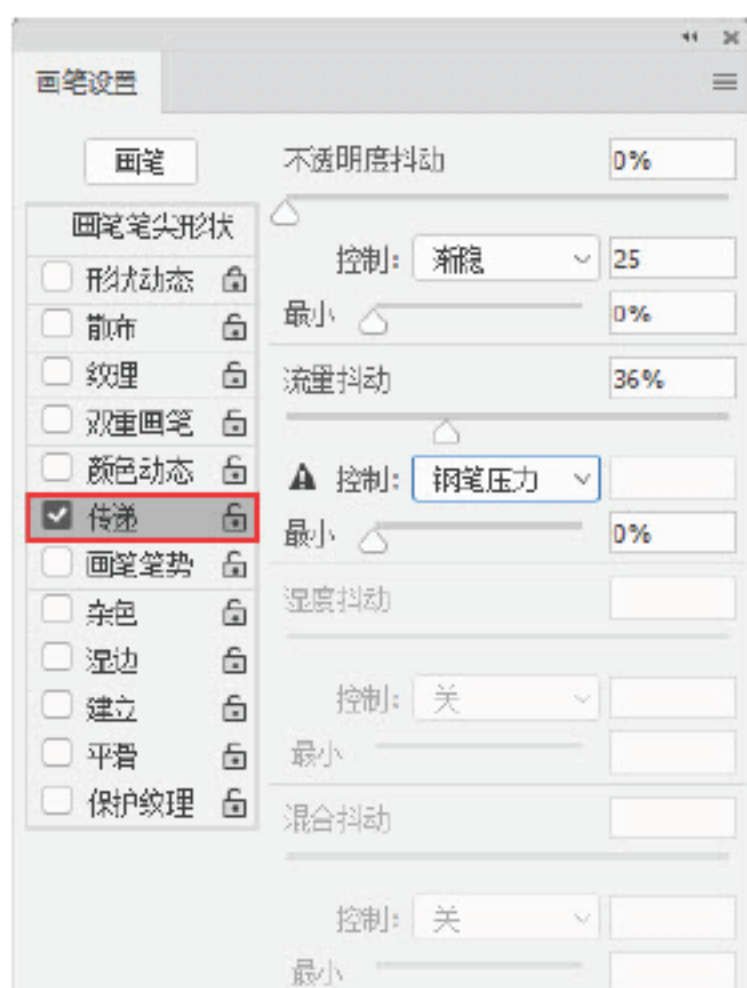 画笔设置
画笔
不透明度抖动 0%
画笔笔尖形状
控制: 渐隐 25
形状动态
最小 0%
散布
纹理
流量抖动 36%
双重画笔
颜色动态
控制: 钢笔压力
传递
最小 0%
画笔笔势
杂色
湿度抖动
湿边
建立
控制: 关
平滑
最小
保护纹理
混合抖动
控制: 关
最小